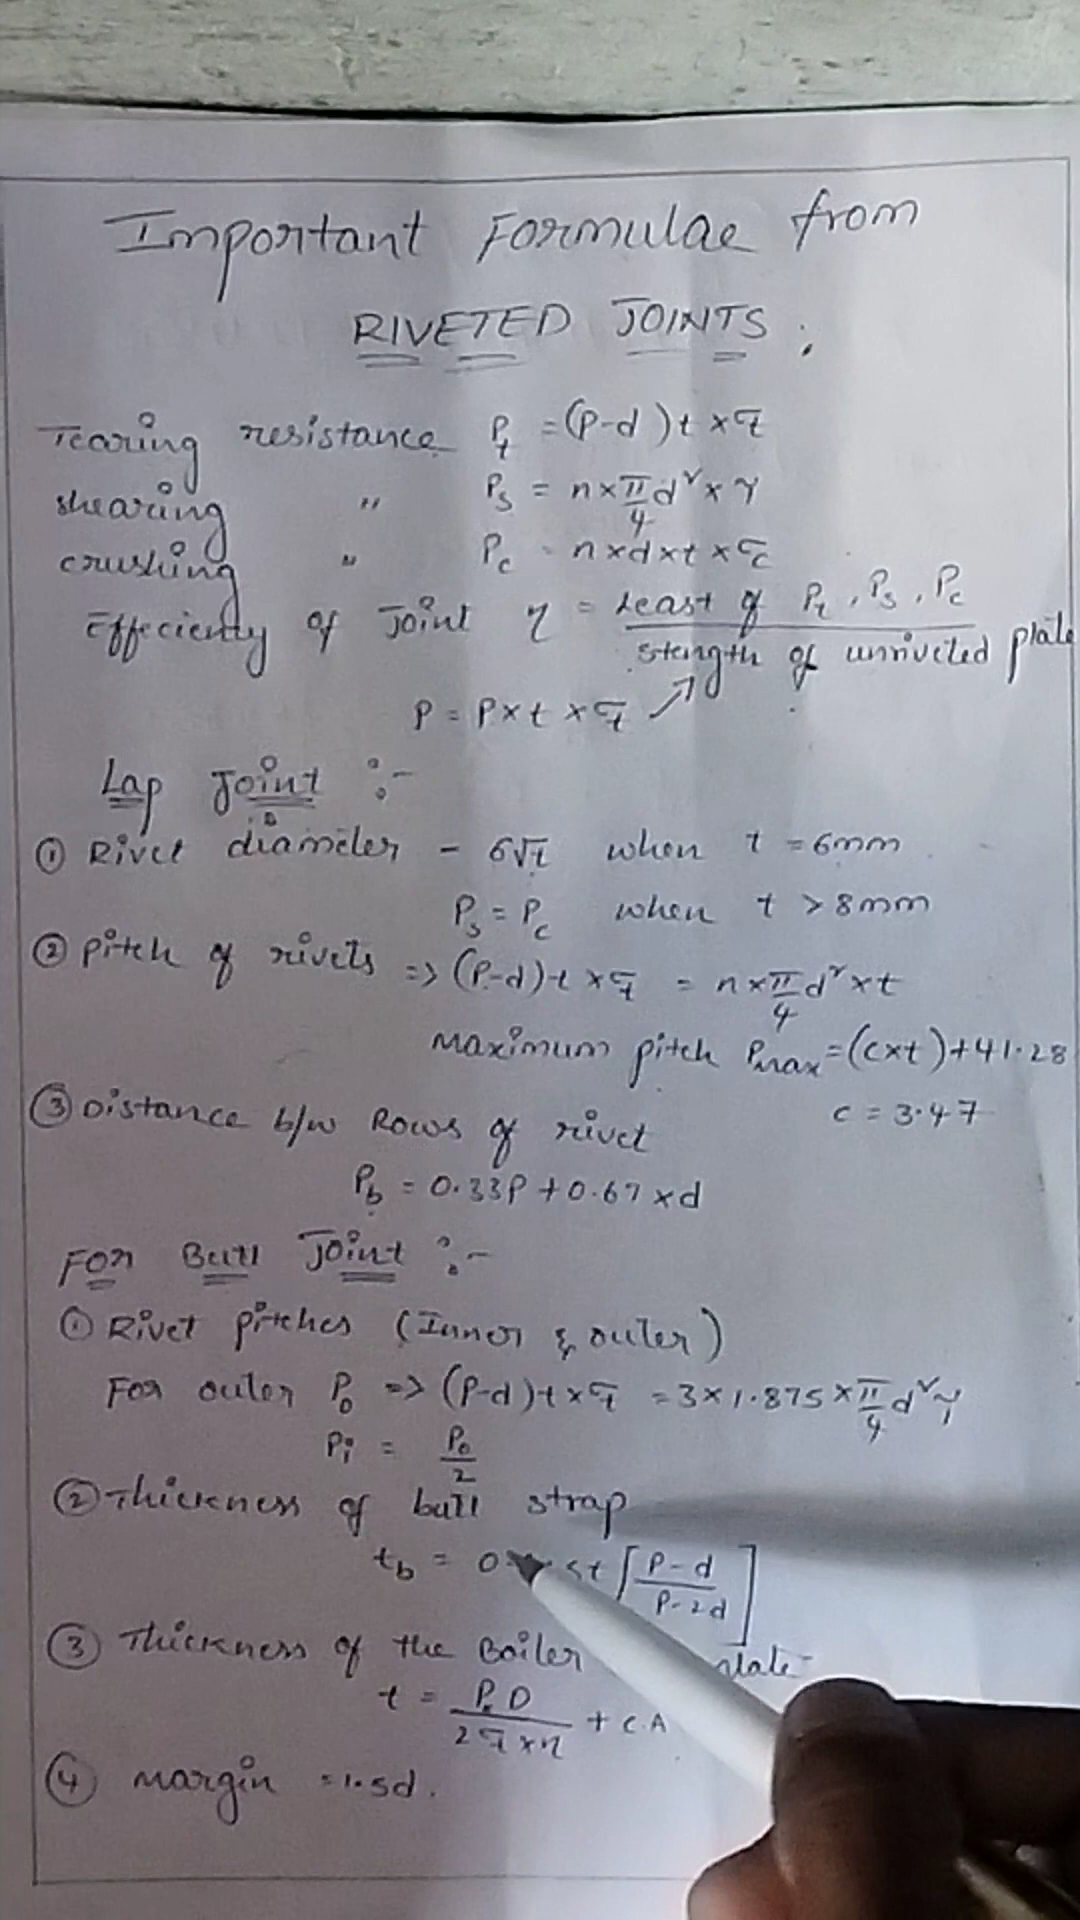 Important Formulae from
RIVETED JOINTS :
Tearing resistance Pt = (P-d)t × σt
shearing " Ps = n × π/4 d² × τ
crushing " Pc = n×d×t × σc
Effeciency of Joint η = Least of Pt, Ps, Pc / stength of unriveted plate
P = P×t × σt ↗
Lap Joint :-
① Rivet diameter - 6√t when t = 6mm
Ps = Pc when t > 8mm
② pitch of rivets => (P-d)t × σt = n × π/4 d² × t
maximum pitch Pmax = (c×t)+41.28
c = 3.47
③ Distance b/w Rows of rivet
Pb = 0.33P + 0.67 × d
For Butt Joint :-
① Rivet pitches (Inner & outer)
For outer Po => (P-d)t × σt = 3×1.875 × π/4 d² τ
Pi = Po/2
② Thickness of butt strap
tb = 0. 5t [P-d / P-2d]
③ Thickness of the Boiler plate
t = P.D / 2σt × η + C.A
④ margin = 1.5d.